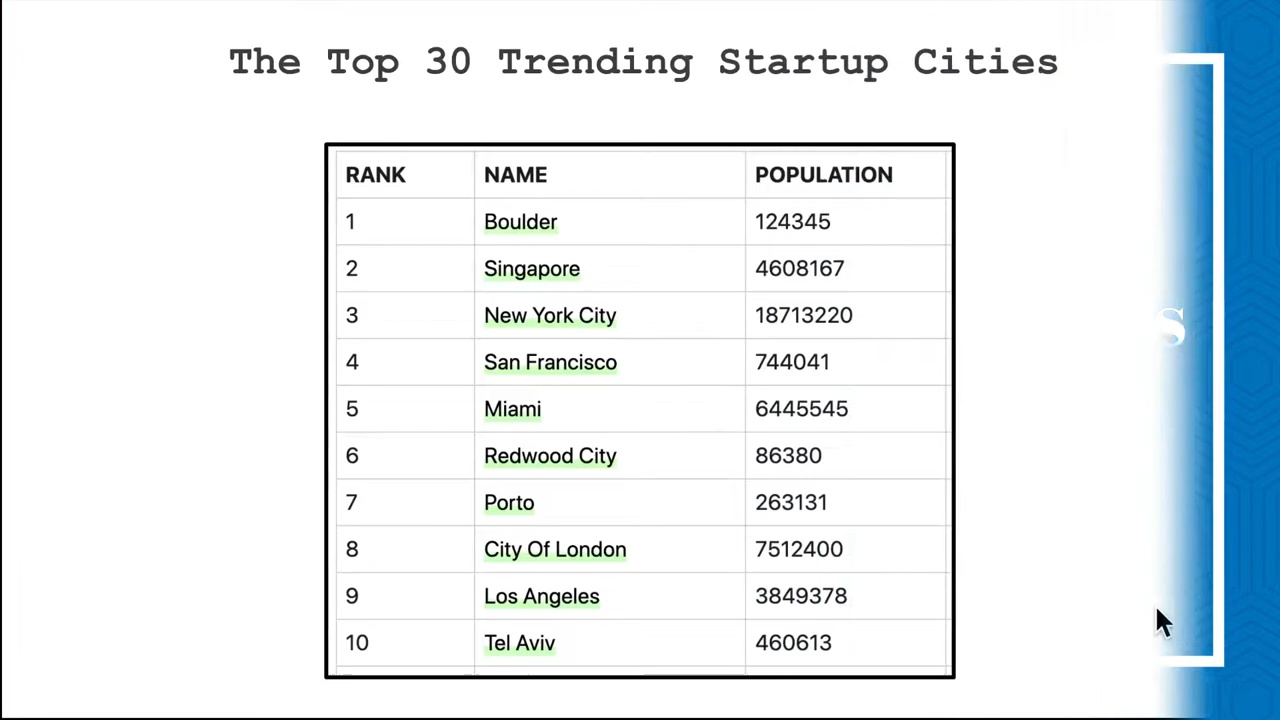 The Top 30 Trending Startup Cities
RANK NAME POPULATION
1 Boulder 124345
2 Singapore 4608167
3 New York City 18713220
4 San Francisco 744041
5 Miami 6445545
6 Redwood City 86380
7 Porto 263131
8 City Of London 7512400
9 Los Angeles 3849378
10 Tel Aviv 460613